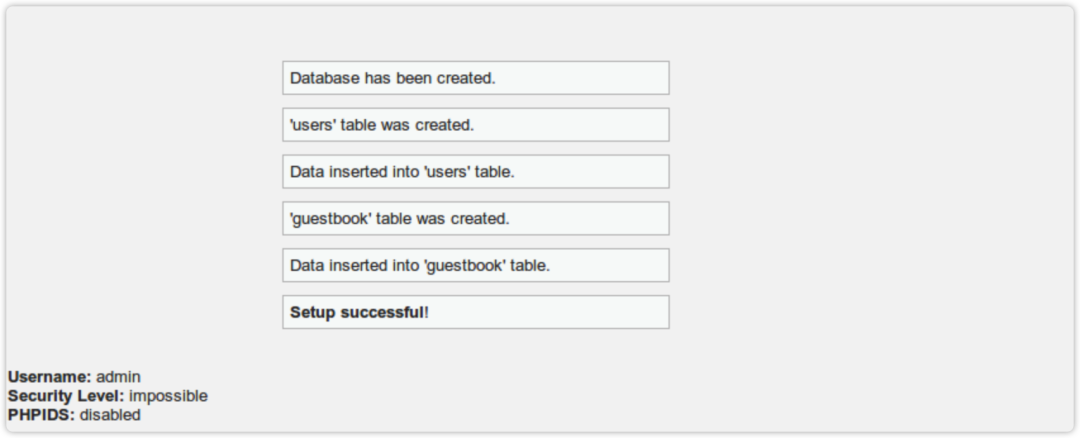 Database has been created.
'users' table was created.
Data inserted into 'users' table.
'guestbook' table was created.
Data inserted into 'guestbook' table.
Setup successful!
Username: admin
Security Level: impossible
PHPIDS: disabled